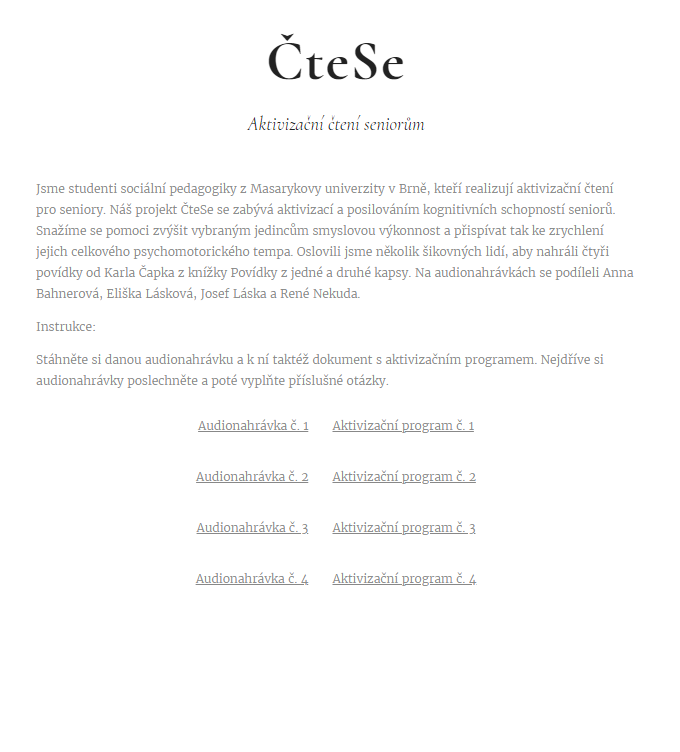 ČteSe
Aktivizační čtení seniorům
Jsme studenti sociální pedagogiky z Masarykovy univerzity v Brně, kteří realizují aktivizační čtení
pro seniory. Náš projekt ČteSe se zabývá aktivizací a posilováním kognitivních schopností seniorů.
Snažíme se pomoci zvýšit vybraným jedincům smyslovou výkonnost a přispívat tak ke zrychlení
jejich celkového psychomotorického tempa. Oslovili jsme několik šikovných lidí, aby nahráli čtyři
povídky od Karla Čapka z knížky Povídky z jedné a druhé kapsy. Na audionahrávkách se podíleli Anna
Bahnerová, Eliška Lásková, Josef Láska a René Nekuda.
Instrukce:
Stáhněte si danou audionahrávku a k ní taktéž dokument s aktivizačním programem. Nejdříve si
audionahrávky poslechněte a poté vyplňte příslušné otázky.
Audionahrávka č. 1 Aktivizační program č. 1
Audionahrávka č. 2 Aktivizační program č. 2
Audionahrávka č. 3 Aktivizační program č. 3
Audionahrávka č. 4 Aktivizační program č. 4